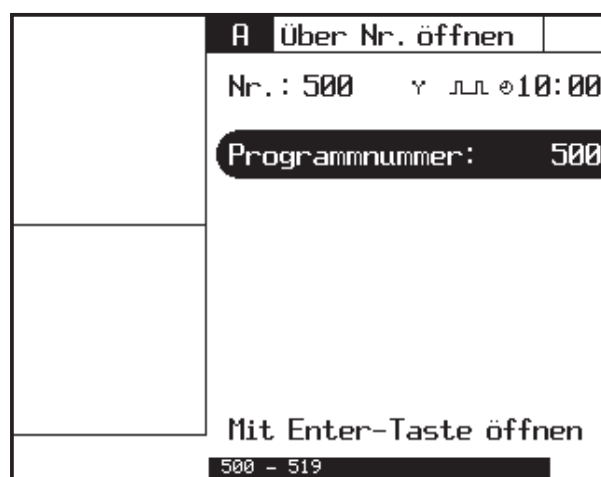 A Über Nr. öffnen
Nr.: 500 10:00
Programmnummer: 500
Mit Enter-Taste öffnen
500 - 519